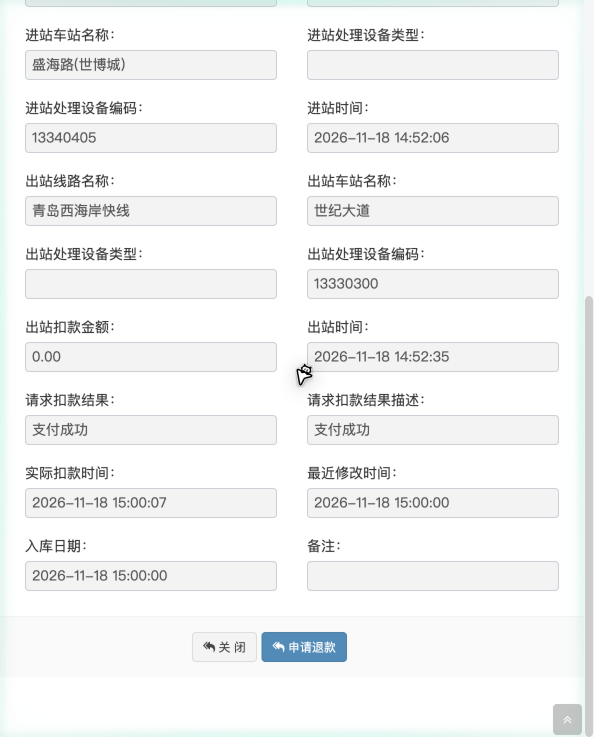 进站车站名称： 进站处理设备类型：
盛海路(世博城)
进站处理设备编码： 进站时间：
13340405 2026-11-18 14:52:06
出站线路名称： 出站车站名称：
青岛西海岸快线 世纪大道
出站处理设备类型： 出站处理设备编码：
13330300
出站扣款金额： 出站时间：
0.00 2026-11-18 14:52:35
请求扣款结果： 请求扣款结果描述：
支付成功 支付成功
实际扣款时间： 最近修改时间：
2026-11-18 15:00:07 2026-11-18 15:00:00
入库日期： 备注：
2026-11-18 15:00:00
关 闭 申请退款